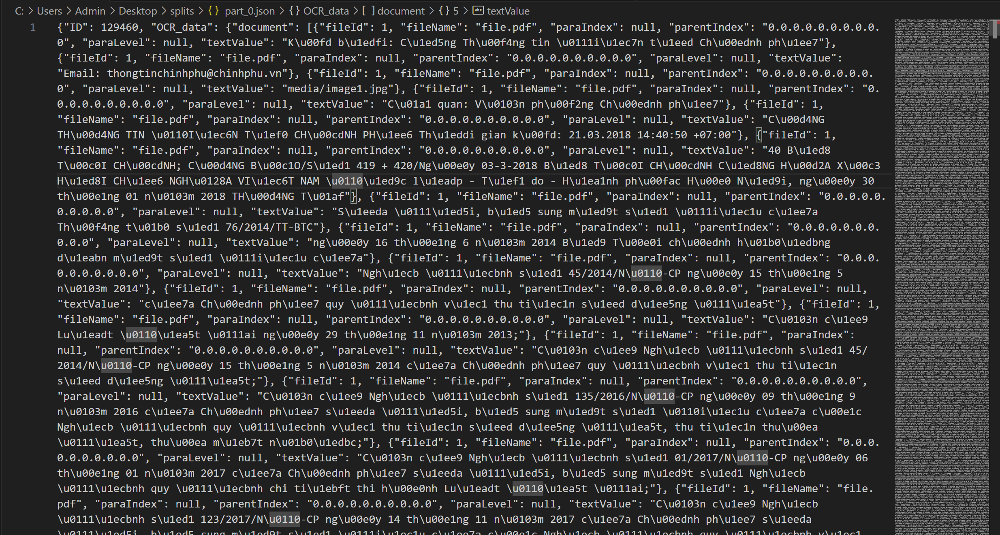 C: > Users > Admin > Desktop > splits > {} part_0.json > {} OCR_data > [ ] document > {} 5 > abc textValue
1 {"ID": 129460, "OCR_data": {"document": [{"fileId": 1, "fileName": "file.pdf", "paraIndex": null, "parentIndex": "0.0.0.0.0.0.0.0.0.
0", "paraLevel": null, "textValue": "K\u00fd b\u1edfi: C\u1ed5ng Th\u00f4ng tin \u0111i\u1ec7n t\u1eed Ch\u00ednh ph\u1ee7"},
{"fileId": 1, "fileName": "file.pdf", "paraIndex": null, "parentIndex": "0.0.0.0.0.0.0.0.0.0", "paraLevel": null, "textValue":
"Email: thongtinchinhphu@chinhphu.vn"}, {"fileId": 1, "fileName": "file.pdf", "paraIndex": null, "parentIndex": "0.0.0.0.0.0.0.0.0.
0", "paraLevel": null, "textValue": "media/image1.jpg"}, {"fileId": 1, "fileName": "file.pdf", "paraIndex": null, "parentIndex": "0.
0.0.0.0.0.0.0.0.0", "paraLevel": null, "textValue": "C\u01a1 quan: V\u0103n ph\u00f2ng Ch\u00ednh ph\u1ee7"}, {"fileId": 1,
"fileName": "file.pdf", "paraIndex": null, "parentIndex": "0.0.0.0.0.0.0.0.0.0", "paraLevel": null, "textValue": "C\u00d4NG
TH\u00d4NG TIN \u0110I\u1ec6N T\u1ef0 CH\u00cdNH PH\u1ee6 Th\u1eddi gian k\u00fd: 21.03.2018 14:40:50 +07:00"}, {"fileId": 1,
"fileName": "file.pdf", "paraIndex": null, "parentIndex": "0.0.0.0.0.0.0.0.0.0", "paraLevel": null, "textValue": "40 B\u1ed8
T\u00c0I CH\u00cdNH; C\u00d4NG B\u00c1O/S\u1ed1 419 + 420/Ng\u00e0y 03-3-2018 B\u1ed8 T\u00c0I CH\u00cdNH C\u1ed8NG H\u00d2A X\u00c3
H\u1ed8I CH\u1ee6 NGH\u0128A VI\u1ec6T NAM \u0110\u1ed9c l\u1eadp - T\u1ef1 do - H\u1ea1nh ph\u00fac H\u00e0 N\u1ed9i, ng\u00e0y 30
th\u00e1ng 01 n\u0103m 2018 TH\u00d4NG T\u01af"}, {"fileId": 1, "fileName": "file.pdf", "paraIndex": null, "parentIndex": "0.0.0.0.0.
0.0.0.0.0", "paraLevel": null, "textValue": "S\u1eeda \u0111\u1ed5i, b\u1ed5 sung m\u1ed9t s\u1ed1 \u0111i\u1ec1u c\u1ee7a
Th\u00f4ng t\u01b0 s\u1ed1 76/2014/TT-BTC"}, {"fileId": 1, "fileName": "file.pdf", "paraIndex": null, "parentIndex": "0.0.0.0.0.0.0.
0.0.0", "paraLevel": null, "textValue": "ng\u00e0y 16 th\u00e1ng 6 n\u0103m 2014 B\u1ed9 T\u00e0i ch\u00ednh h\u01b0\u1edbng
d\u1eabn m\u1ed9t s\u1ed1 \u0111i\u1ec1u c\u1ee7a"}, {"fileId": 1, "fileName": "file.pdf", "paraIndex": null, "parentIndex": "0.0.0.
0.0.0.0.0.0.0", "paraLevel": null, "textValue": "Ngh\u1ecb \u0111\u1ecbnh s\u1ed1 45/2014/N\u0110-CP ng\u00e0y 15 th\u00e1ng 5
n\u0103m 2014"}, {"fileId": 1, "fileName": "file.pdf", "paraIndex": null, "parentIndex": "0.0.0.0.0.0.0.0.0.0", "paraLevel": null,
"textValue": "c\u1ee7a Ch\u00ednh ph\u1ee7 quy \u0111\u1ecbnh v\u1ec1 thu ti\u1ec1n s\u1eed d\u1ee5ng \u0111\u1ea5t"}, {"fileId": 1,
"fileName": "file.pdf", "paraIndex": null, "parentIndex": "0.0.0.0.0.0.0.0.0.0", "paraLevel": null, "textValue": "C\u0103n c\u1ee9
Lu\u1eadt \u0110\u1ea5t \u0111ai ng\u00e0y 29 th\u00e1ng 11 n\u0103m 2013;"}, {"fileId": 1, "fileName": "file.pdf", "paraIndex":
null, "parentIndex": "0.0.0.0.0.0.0.0.0.0", "paraLevel": null, "textValue": "C\u0103n c\u1ee9 Ngh\u1ecb \u0111\u1ecbnh s\u1ed1 45/
2014/N\u0110-CP ng\u00e0y 15 th\u00e1ng 5 n\u0103m 2014 c\u1ee7a Ch\u00ednh ph\u1ee7 quy \u0111\u1ecbnh v\u1ec1 thu ti\u1ec1n
s\u1eed d\u1ee5ng \u0111\u1ea5t;"}, {"fileId": 1, "fileName": "file.pdf", "paraIndex": null, "parentIndex": "0.0.0.0.0.0.0.0.0.0",
"paraLevel": null, "textValue": "C\u0103n c\u1ee9 Ngh\u1ecb \u0111\u1ecbnh s\u1ed1 135/2016/N\u0110-CP ng\u00e0y 09 th\u00e1ng 9
n\u0103m 2016 c\u1ee7a Ch\u00ednh ph\u1ee7 s\u1eeda \u0111\u1ed5i, b\u1ed5 sung m\u1ed9t s\u1ed1 \u0110i\u1ec1u c\u1ee7a c\u00e1c
Ngh\u1ecb \u0111\u1ecbnh quy \u0111\u1ecbnh v\u1ec1 thu ti\u1ec1n s\u1eed d\u1ee5ng \u0111\u1ea5t, thu ti\u1ec1n thu\u00ea
\u0111\u1ea5t, thu\u00ea m\u1eb7t n\u01b0\u1edbc;"}, {"fileId": 1, "fileName": "file.pdf", "paraIndex": null, "parentIndex": "0.0.0.
0.0.0.0.0.0.0", "paraLevel": null, "textValue": "C\u0103n c\u1ee9 Ngh\u1ecb \u0111\u1ecbnh s\u1ed1 01/2017/N\u0110-CP ng\u00e0y 06
th\u00e1ng 01 n\u0103m 2017 c\u1ee7a Ch\u00ednh ph\u1ee7 s\u1eeda \u0111\u1ed5i, b\u1ed5 sung m\u1ed9t s\u1ed1 Ngh\u1ecb
\u0111\u1ecbnh quy \u0111\u1ecbnh chi ti\u1ebft thi h\u00e0nh Lu\u1eadt \u0110\u1ea5t \u0111ai;"}, {"fileId": 1, "fileName": "file.
pdf", "paraIndex": null, "parentIndex": "0.0.0.0.0.0.0.0.0.0", "paraLevel": null, "textValue": "C\u0103n c\u1ee9 Ngh\u1ecb
\u0111\u1ecbnh s\u1ed1 123/2017/N\u0110-CP ng\u00e0y 14 th\u00e1ng 11 n\u0103m 2017 c\u1ee7a Ch\u00ednh ph\u1ee7 s\u1eeda
\u0111\u1ed5i, b\u1ed5 sung m\u1ed9t s\u1ed1 \u0111i\u1ec1u c\u1ee7a c\u00e1c Ngh\u1ecb \u0111\u1ecbnh quy \u0111\u1ecbnh v\u1ec1